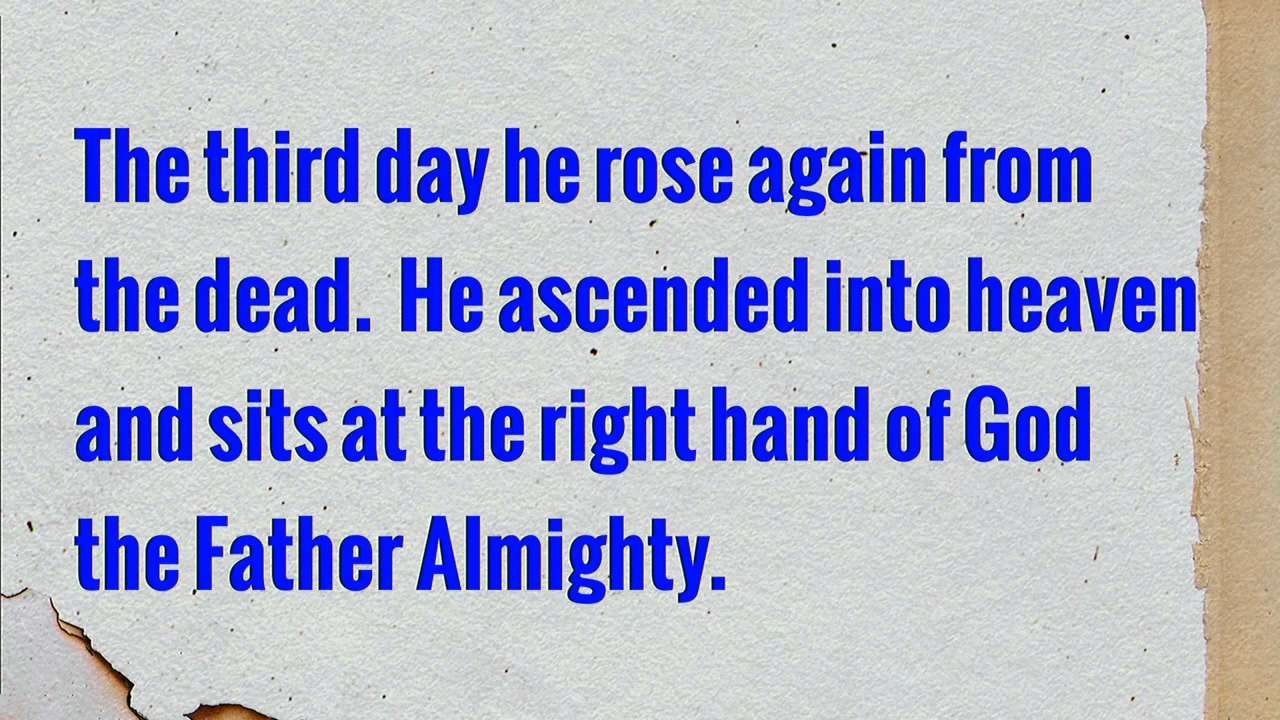 The third day he rose again from
the dead.  He ascended into heaven
and sits at the right hand of God
the Father Almighty.